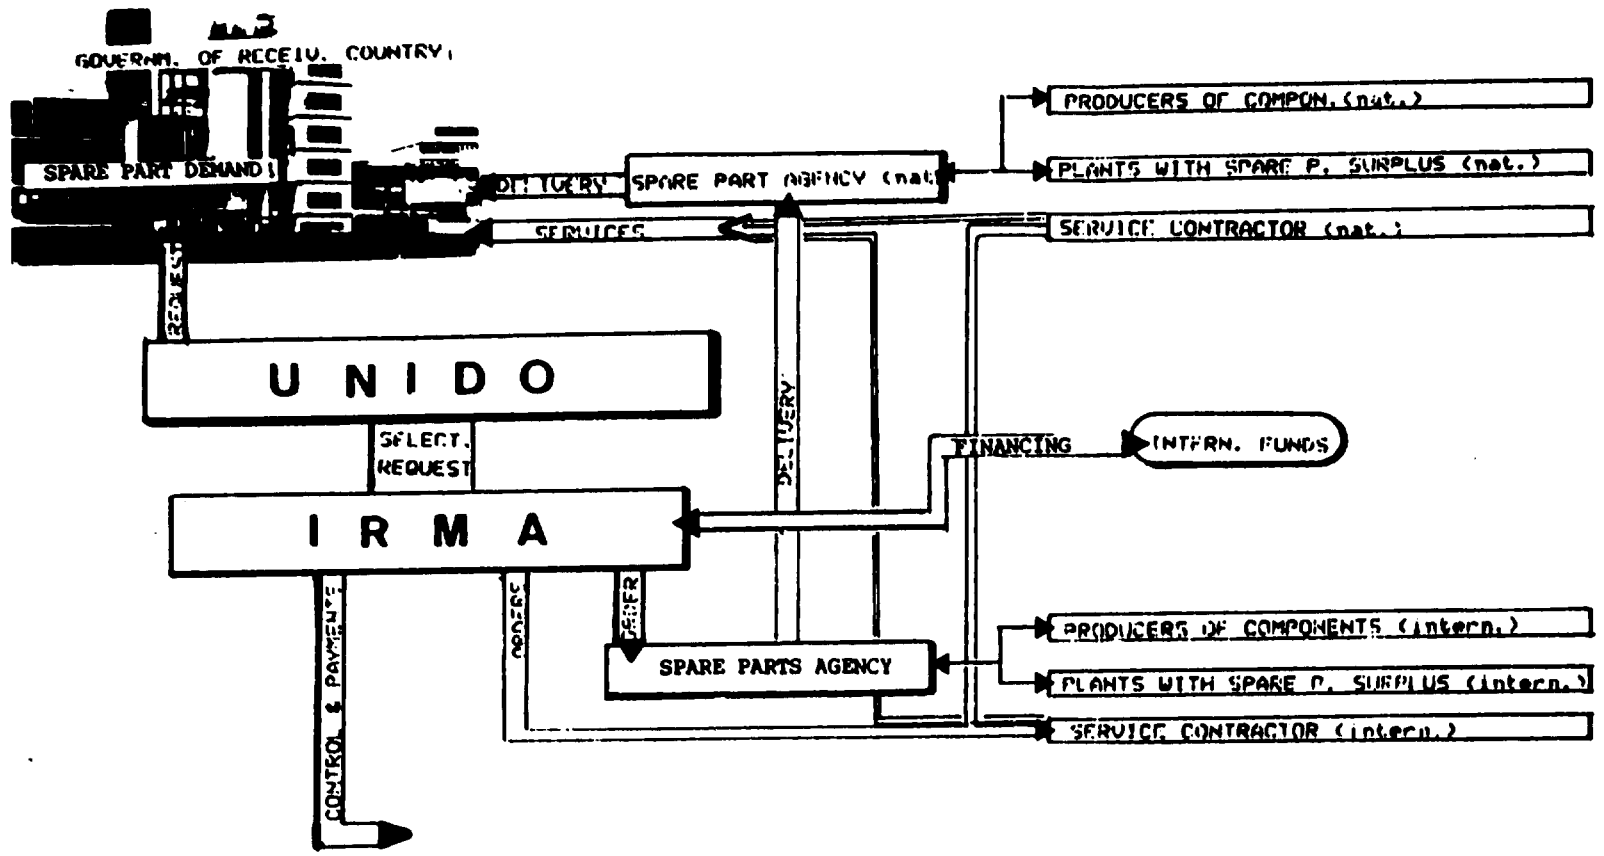 GOVERNM. OF RECEIV. COUNTRY
SPARE PART DEMAND
DELIVERY
SPARE PART AGENCY (nat.
SERVICES
PRODUCERS OF COMPON. (nat.)
PLANTS WITH SPARE P. SURPLUS (nat.)
SERVICE CONTRACTOR (nat.)
REQUEST
UNIDO
SELECT.
REQUEST
IRMA
DELIVERY
FINANCING
INTERN. FUNDS
CONTROL & PAYMENTS
ORDERS
ORDER
SPARE PARTS AGENCY
PRODUCERS OF COMPONENTS (intern.)
PLANTS WITH SPARE P. SURPLUS (intern.)
SERVICE CONTRACTOR (intern.)